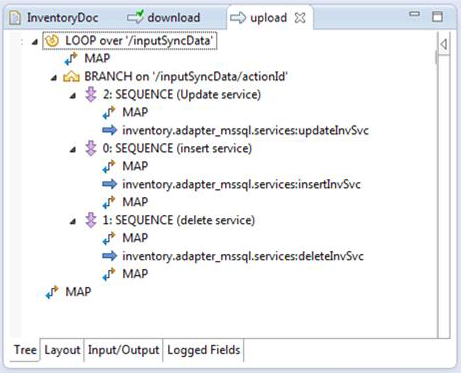 InventoryDoc download upload
LOOP over '/inputSyncData'
MAP
BRANCH on '/inputSyncData/actionId'
2: SEQUENCE (Update service)
MAP
inventory.adapter_mssql.services:updateInvSvc
0: SEQUENCE (insert service)
MAP
inventory.adapter_mssql.services:insertInvSvc
MAP
1: SEQUENCE (delete service)
MAP
inventory.adapter_mssql.services:deleteInvSvc
MAP
MAP
Tree Layout Input/Output Logged Fields